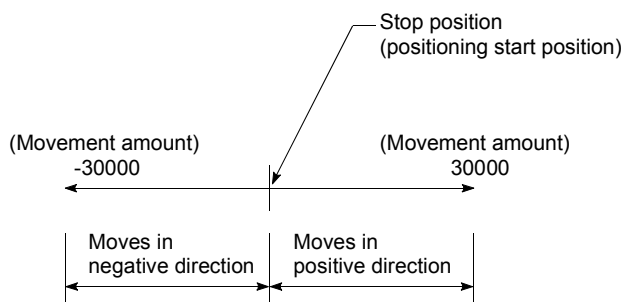 Stop position
(positioning start position)
(Movement amount)
-30000
(Movement amount)
30000
Moves in
negative direction
Moves in
positive direction